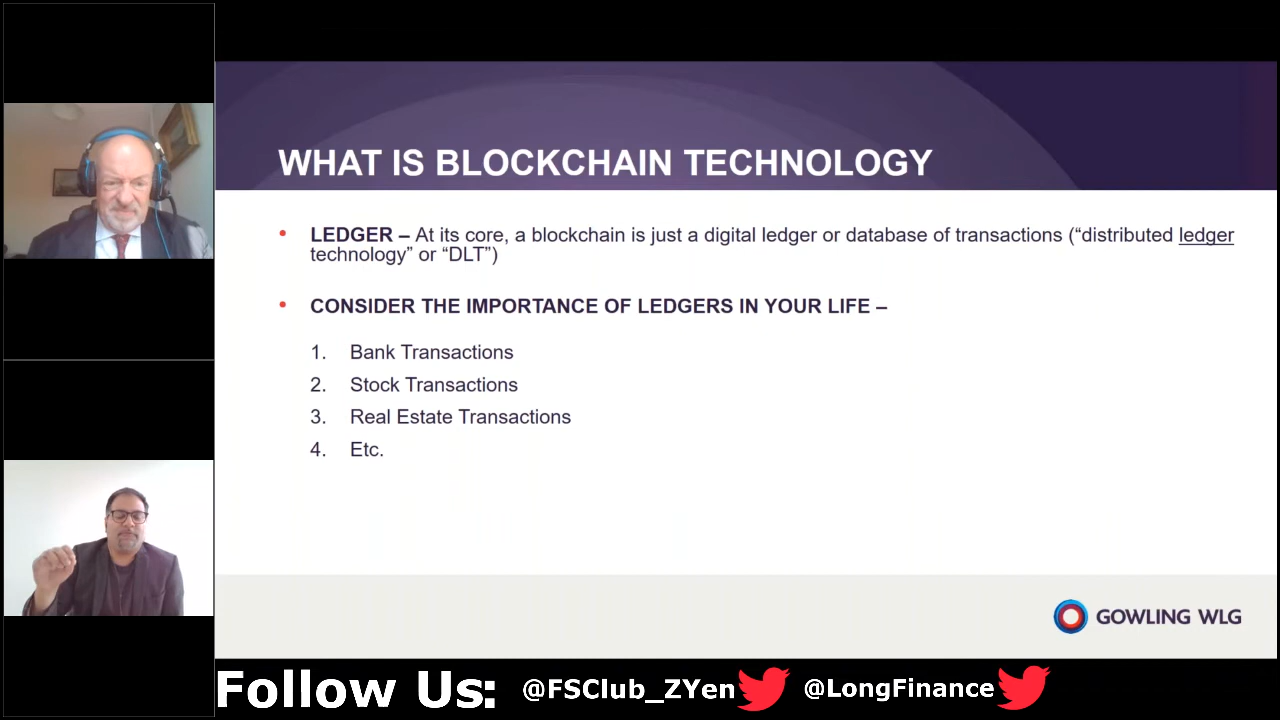 WHAT IS BLOCKCHAIN TECHNOLOGY
• LEDGER – At its core, a blockchain is just a digital ledger or database of transactions (“distributed ledger
technology” or “DLT”)
• CONSIDER THE IMPORTANCE OF LEDGERS IN YOUR LIFE –
1. Bank Transactions
2. Stock Transactions
3. Real Estate Transactions
4. Etc.
GOWLING WLG
Follow Us: @FSClub_ZYen @LongFinance